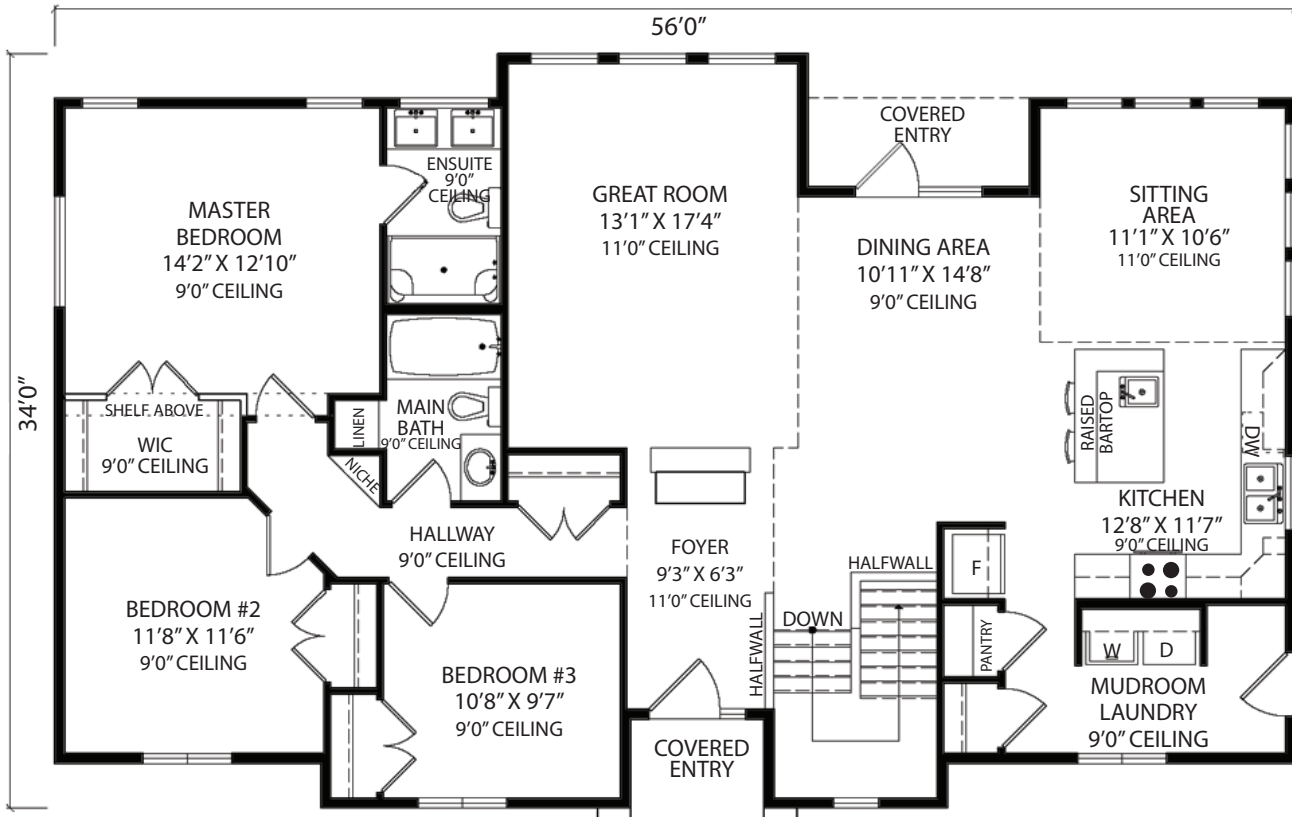 56’0”
34’0”
MASTER
BEDROOM
14’2” X 12’10”
9’0” CEILING
ENSUITE
9’0”
CEILING
GREAT ROOM
13’1” X 17’4”
11’0” CEILING
COVERED
ENTRY
DINING AREA
10’11” X 14’8”
9’0” CEILING
SITTING
AREA
11’1” X 10’6”
11’0” CEILING
SHELF ABOVE
WIC
9’0” CEILING
LINEN
NICHE
MAIN
BATH
9’0” CEILING
RAISED
BARTOP
DW
KITCHEN
12’8” X 11’7”
9’0” CEILING
HALLWAY
9’0” CEILING
FOYER
9’3” X 6’3”
11’0” CEILING
HALFWALL
HALFWALL
DOWN
F
PANTRY
W
D
BEDROOM #2
11’8” X 11’6”
9’0” CEILING
BEDROOM #3
10’8” X 9’7”
9’0” CEILING
MUDROOM
LAUNDRY
9’0” CEILING
COVERED
ENTRY